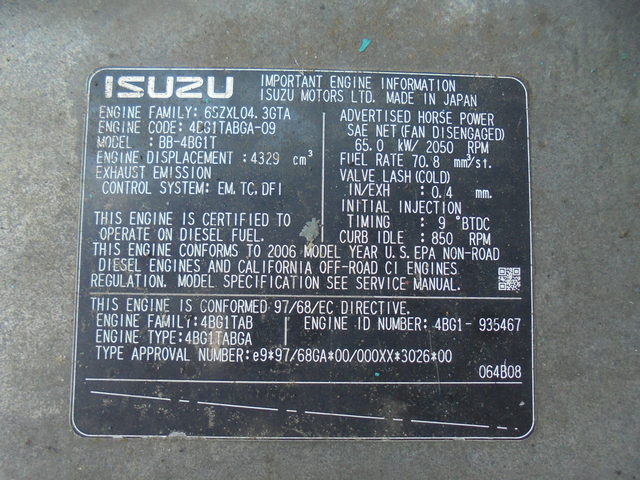 ISUZU
IMPORTANT ENGINE INFORMATION
ISUZU MOTORS LTD. MADE IN JAPAN
ENGINE FAMILY: 6SZXL04.3GTA
ENGINE CODE: 4BG1TABGA-09
MODEL : BB-4BG1T
ENGINE DISPLACEMENT : 4329 cm³
EXHAUST EMISSION
CONTROL SYSTEM: EM, TC, DFI
THIS ENGINE IS CERTIFIED TO
OPERATE ON DIESEL FUEL.
ADVERTISED HORSE POWER
SAE NET (FAN DISENGAGED)
65.0 kW/ 2050 RPM
FUEL RATE 70.8 mm³/st.
VALVE LASH (COLD)
IN/EXH : 0.4 mm.
INITIAL INJECTION
TIMING : 9 °BTDC
CURB IDLE : 850 RPM
THIS ENGINE CONFORMS TO 2006 MODEL YEAR U.S. EPA NON-ROAD
DIESEL ENGINES AND CALIFORNIA OFF-ROAD CI ENGINES
REGULATION. MODEL SPECIFICATION SEE SERVICE MANUAL.
THIS ENGINE IS CONFORMED 97/68/EC DIRECTIVE.
ENGINE FAMILY: 4BG1TAB
ENGINE ID NUMBER: 4BG1- 935467
ENGINE TYPE: 4BG1TABGA
TYPE APPROVAL NUMBER: e9*97/68GA*00/000XX*3026*00
064B08